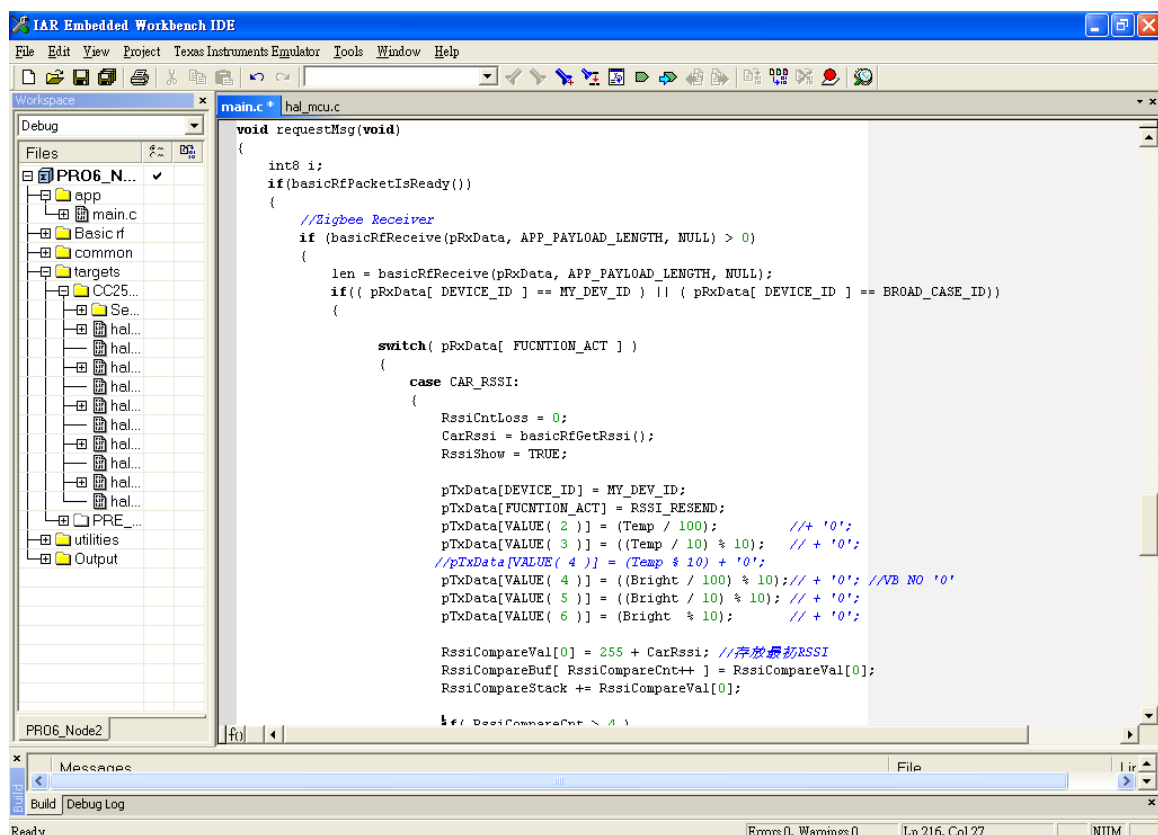 IAR Embedded Workbench IDE
File Edit View Project Texas Instruments Emulator Tools Window Help
Workspace
Debug
Files
PRO6_N...
app
main.c
Basic rf
common
targets
CC25...
Se...
hal...
hal...
hal...
hal...
hal...
hal...
hal...
hal...
hal...
hal...
PRE_...
utilities
Output
PRO6_Node2
main.c * hal_mcu.c
void requestMsg(void)
{
int8 i;
if(basicRfPacketIsReady())
{
//Zigbee Receiver
if (basicRfReceive(pRxData, APP_PAYLOAD_LENGTH, NULL) > 0)
{
len = basicRfReceive(pRxData, APP_PAYLOAD_LENGTH, NULL);
if(( pRxData[ DEVICE_ID ] == MY_DEV_ID ) || ( pRxData[ DEVICE_ID ] == BROAD_CASE_ID))
{
switch( pRxData[ FUCNTION_ACT ] )
{
case CAR_RSSI:
{
RssiCntLoss = 0;
CarRssi = basicRfGetRssi();
RssiShow = TRUE;
pTxData[DEVICE_ID] = MY_DEV_ID;
pTxData[FUCNTION_ACT] = RSSI_RESEND;
pTxData[VALUE( 2 )] = (Temp / 100); //+ '0';
pTxData[VALUE( 3 )] = ((Temp / 10) % 10); // + '0';
//pTxData[VALUE( 4 )] = (Temp % 10) + '0';
pTxData[VALUE( 4 )] = ((Bright / 100) % 10);// + '0'; //VB NO '0'
pTxData[VALUE( 5 )] = ((Bright / 10) % 10); // + '0';
pTxData[VALUE( 6 )] = (Bright % 10); // + '0';
RssiCompareVal[0] = 255 + CarRssi; //存放最初RSSI
RssiCompareBuf[ RssiCompareCnt++ ] = RssiCompareVal[0];
RssiCompareStack += RssiCompareVal[0];
if( RssiCompareCnt > 4 )
f()
Messages File Lin
Build
Build Debug Log
Ready Errors 0, Warnings 0 Ln 216, Col 27 NUM